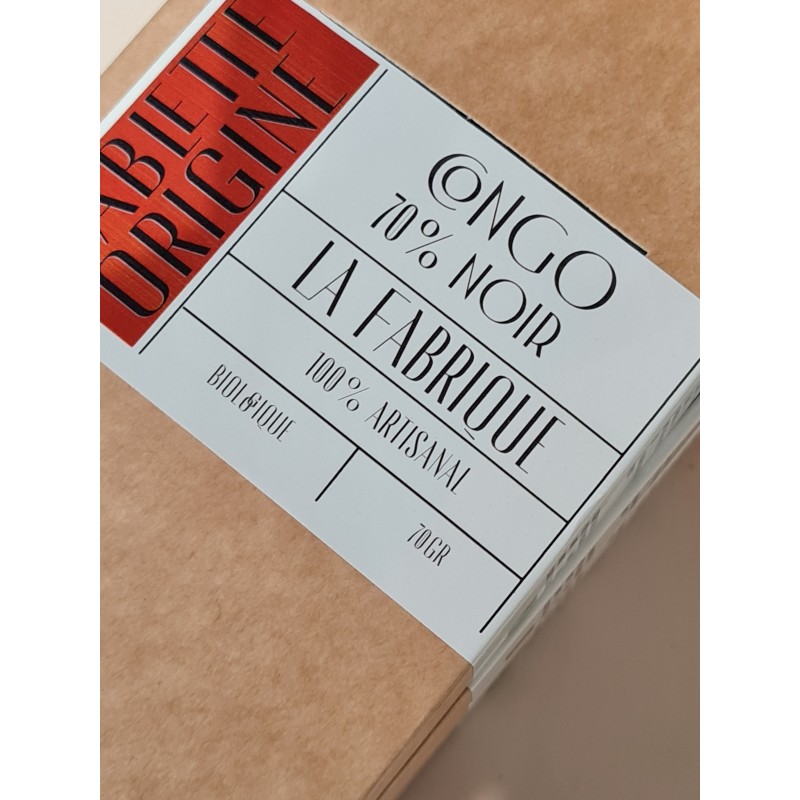 ABLETTE
ORIGINE
CONGO
70% NOIR
LA FABRIQUE
100% ARTISANAL
BIOLOGIQUE
70GR